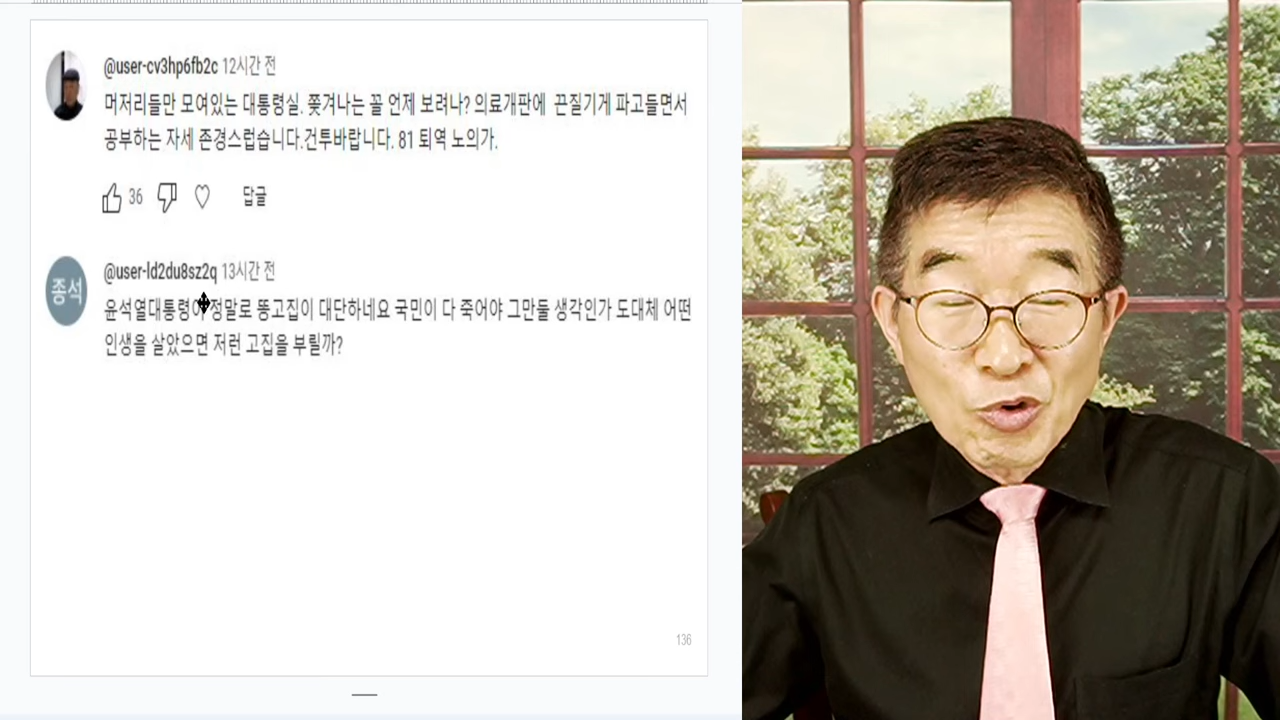 @user-cv3hp6fb2c 12시간 전
머저리들만 모여있는 대통령실. 쫒겨나는 꼴 언제 보려나? 의료개판에 끈질기게 파고들면서
공부하는 자세 존경스럽습니다.건투바랍니다. 81 퇴역 노의가.
36 답글
종석
@user-ld2du8sz2q 13시간 전
윤석열대통령이 정말로 뚱고집이 대단하네요 국민이 다 죽어야 그만둘 생각인가 도대체 어떤
인생을 살았으면 저런 고집을 부릴까?
136